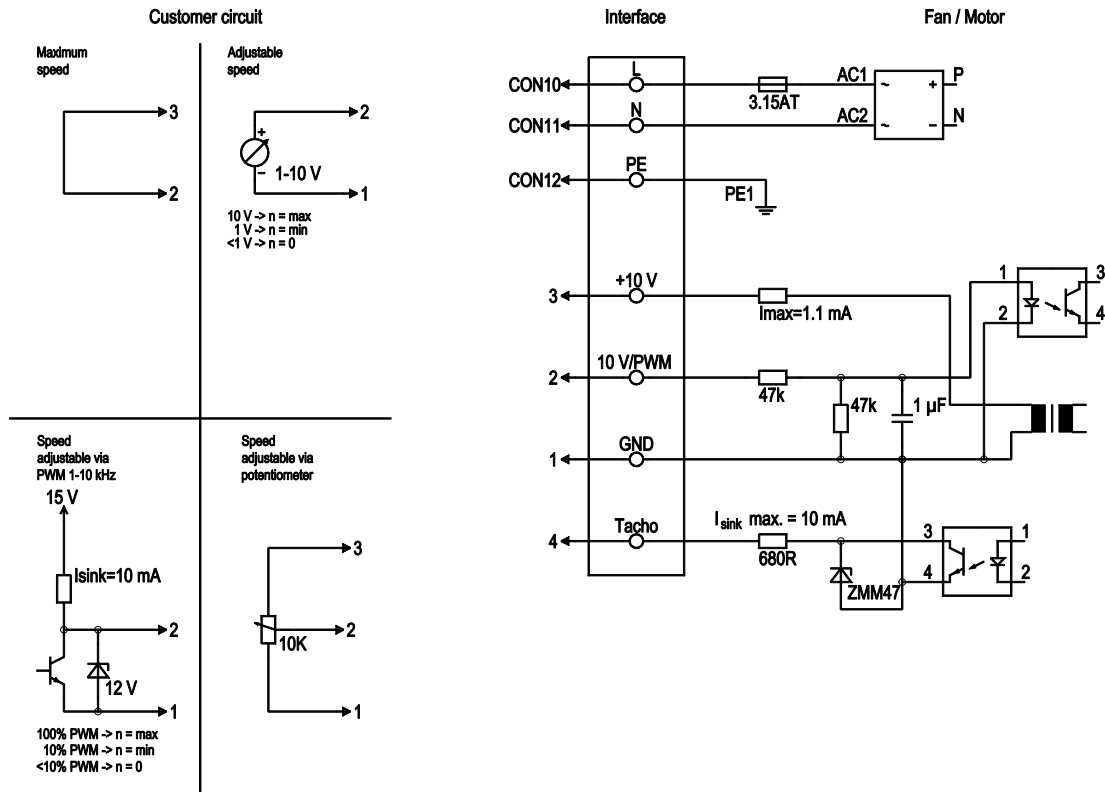 Customer circuit
Interface
Fan / Motor
Maximum
speed
3
2
Adjustable
speed
2
+
1-10 V
–
1
10 V -> n = max
1 V -> n = min
<1 V -> n = 0
Speed
adjustable via
PWM 1-10 kHz
15 V
Isink=10 mA
2
12 V
1
100% PWM -> n = max
10% PWM -> n = min
<10% PWM -> n = 0
Speed
adjustable via
potentiometer
3
2
10K
1
CON10
L
3.15AT
AC1
~
+
P
CON11
N
AC2
~
–
N
CON12
PE
PE1
3
+10 V
Imax=1.1 mA
1
2
3
4
2
10 V/PWM
47k
47k
1 µF
1
GND
4
Tacho
Isink max. = 10 mA
680R
ZMM47
3
4
1
2